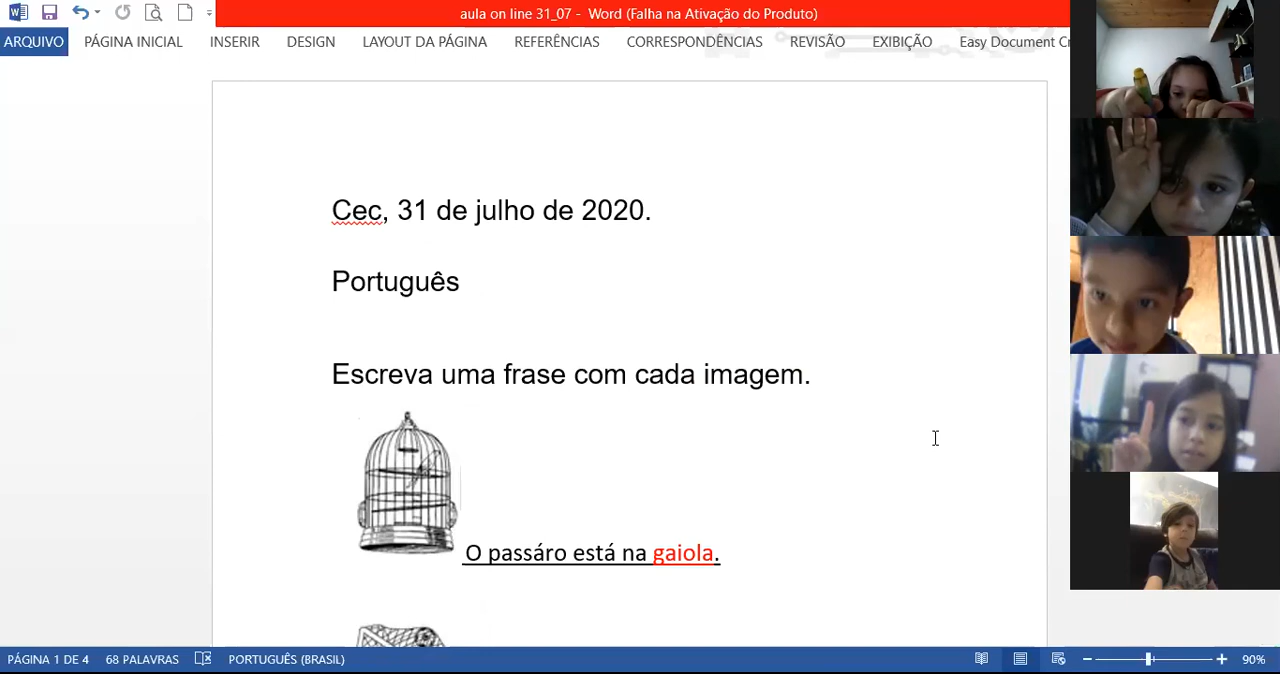 aula on line 31_07 - Word (Falha na Ativação do Produto)
ARQUIVO PÁGINA INICIAL INSERIR DESIGN LAYOUT DA PÁGINA REFERÊNCIAS CORRESPONDÊNCIAS REVISÃO EXIBIÇÃO Easy Document Cr
Cec, 31 de julho de 2020.
Português
Escreva uma frase com cada imagem.
O passáro está na gaiola.
PÁGINA 1 DE 4 68 PALAVRAS PORTUGUÊS (BRASIL) 90%